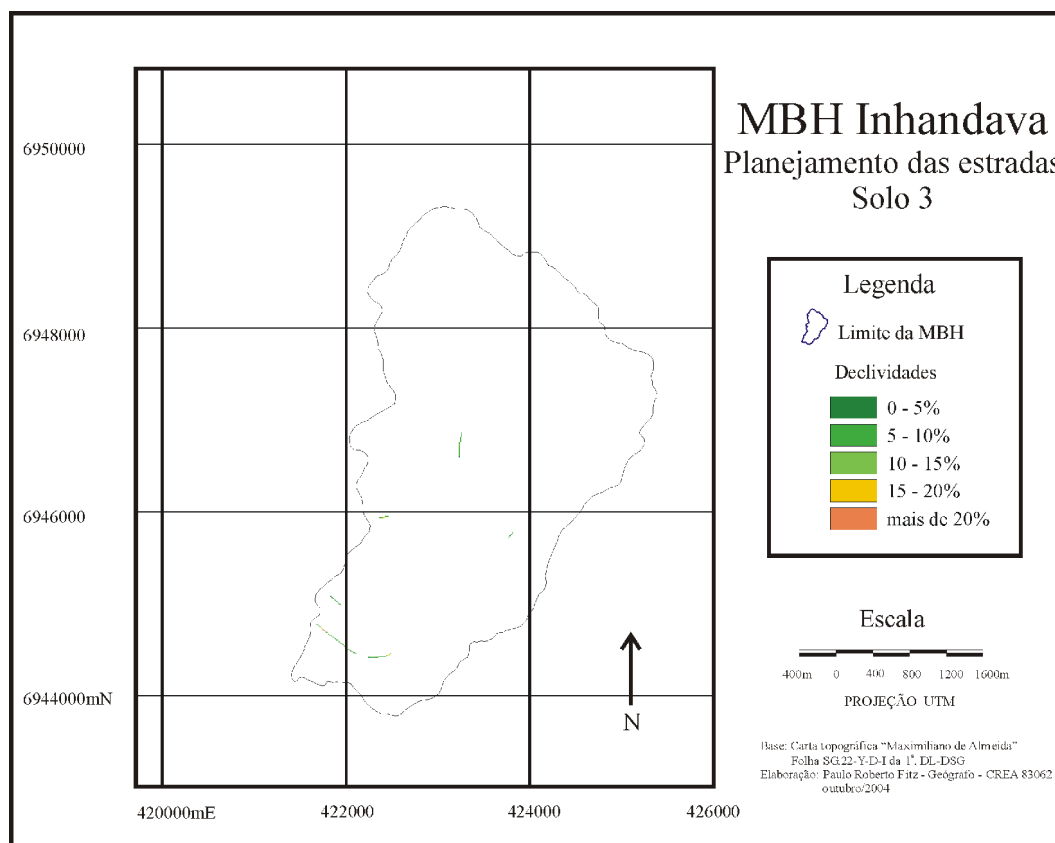 MBH Inhandava
Planejamento das estradas
Solo 3
6950000
6948000
6946000
6944000mN
420000mE
422000
424000
426000
N
Legenda
Limite da MBH
Declividades
0 - 5%
5 - 10%
10 - 15%
15 - 20%
mais de 20%
Escala
400m 0 400 800 1200 1600m
PROJEÇÃO UTM
Base: Carta topográfica “Maximiliano de Almeida”
Folha SG.22-Y-D-I da 1ª. DL-DSG
Elaboração: Paulo Roberto Fitz - Geógrafo - CREA 83062
outubro/2004